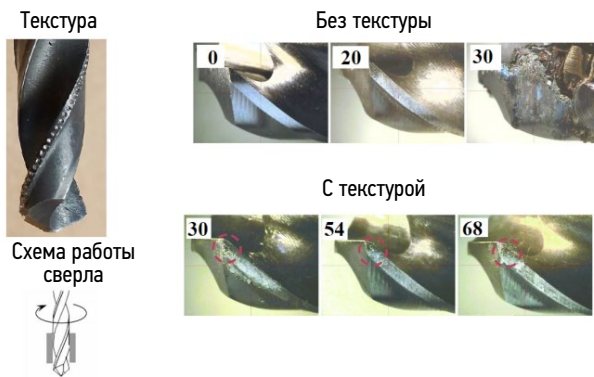 Текстура
Без текстуры
0
20
30
С текстурой
30
54
68
Схема работы
сверла